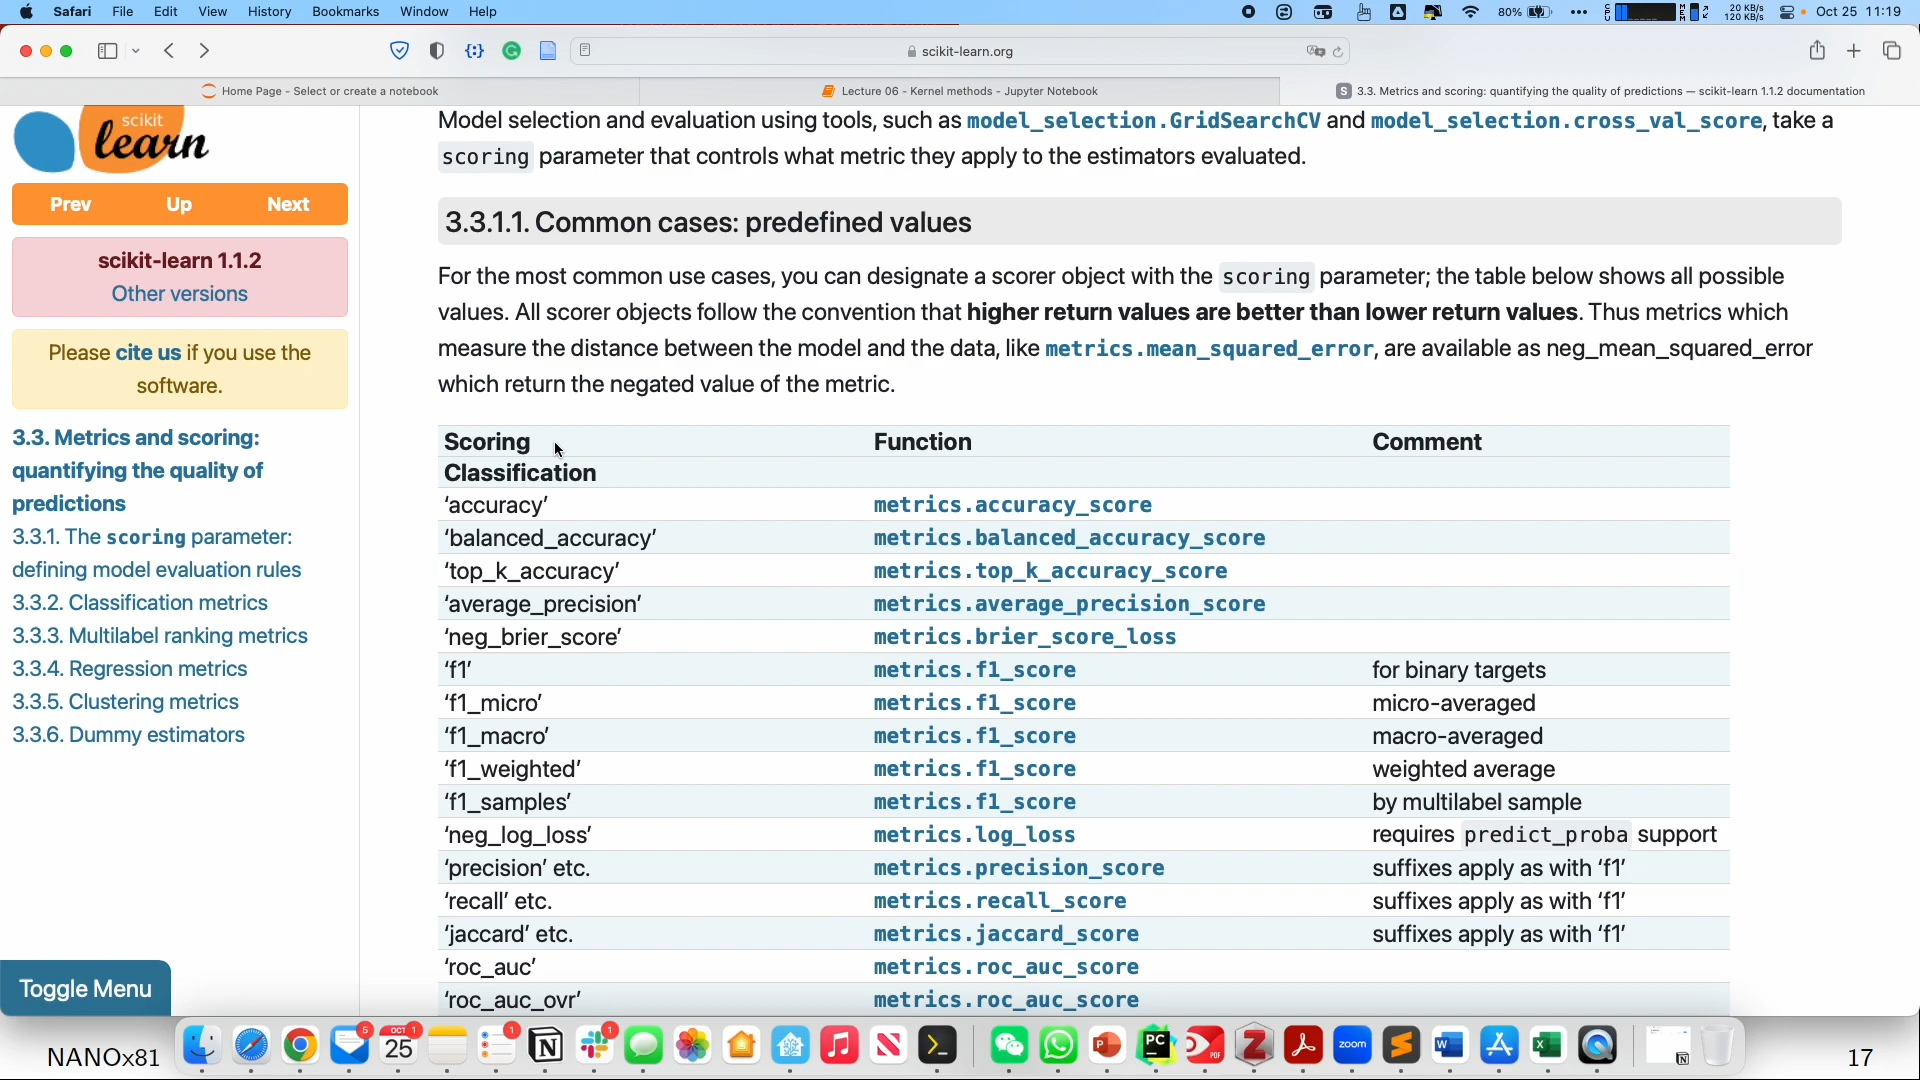 Safari File Edit View History Bookmarks Window Help
80%
20 KB/s
120 KB/s
Oct 25 11:19
scikit-learn.org
Home Page - Select or create a notebook
Lecture 06 - Kernel methods - Jupyter Notebook
S 3.3. Metrics and scoring: quantifying the quality of predictions — scikit-learn 1.1.2 documentation
scikit
learn
Prev Up Next
scikit-learn 1.1.2
Other versions
Please cite us if you use the
software.
3.3. Metrics and scoring:
quantifying the quality of
predictions
3.3.1. The scoring parameter:
defining model evaluation rules
3.3.2. Classification metrics
3.3.3. Multilabel ranking metrics
3.3.4. Regression metrics
3.3.5. Clustering metrics
3.3.6. Dummy estimators
Toggle Menu
Model selection and evaluation using tools, such as model_selection.GridSearchCV and model_selection.cross_val_score, take a
scoring parameter that controls what metric they apply to the estimators evaluated.
3.3.1.1. Common cases: predefined values
For the most common use cases, you can designate a scorer object with the scoring parameter; the table below shows all possible
values. All scorer objects follow the convention that higher return values are better than lower return values. Thus metrics which
measure the distance between the model and the data, like metrics.mean_squared_error, are available as neg_mean_squared_error
which return the negated value of the metric.
Scoring Function Comment
Classification
‘accuracy’ metrics.accuracy_score
‘balanced_accuracy’ metrics.balanced_accuracy_score
‘top_k_accuracy’ metrics.top_k_accuracy_score
‘average_precision’ metrics.average_precision_score
‘neg_brier_score’ metrics.brier_score_loss
‘f1’ metrics.f1_score for binary targets
‘f1_micro’ metrics.f1_score micro-averaged
‘f1_macro’ metrics.f1_score macro-averaged
‘f1_weighted’ metrics.f1_score weighted average
‘f1_samples’ metrics.f1_score by multilabel sample
‘neg_log_loss’ metrics.log_loss requires predict_proba support
‘precision’ etc. metrics.precision_score suffixes apply as with ‘f1’
‘recall’ etc. metrics.recall_score suffixes apply as with ‘f1’
‘jaccard’ etc. metrics.jaccard_score suffixes apply as with ‘f1’
‘roc_auc’ metrics.roc_auc_score
‘roc_auc_ovr’ metrics.roc_auc_score
5
OCT 1
25
1
1
PC
zoom
NANOx81
17